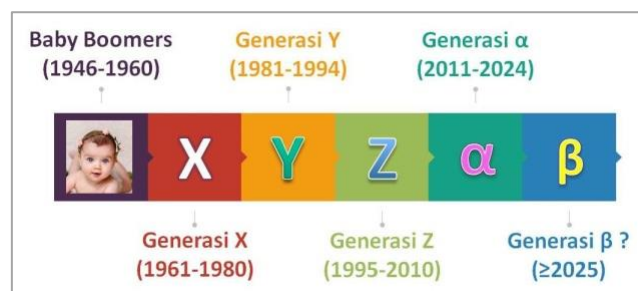 Baby Boomers
(1946-1960)
Generasi Y
(1981-1994)
Generasi α
(2011-2024)
X
Y
Z
α
β
Generasi X
(1961-1980)
Generasi Z
(1995-2010)
Generasi β ?
(≥2025)